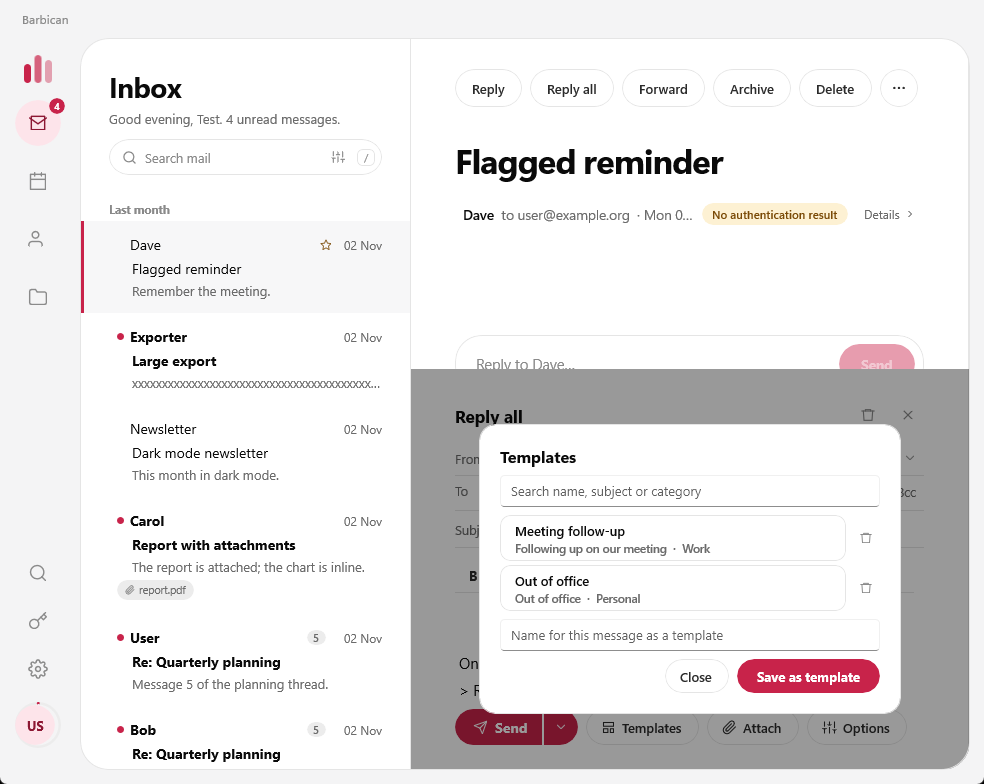 Barbican
4
US
Inbox
Good evening, Test. 4 unread messages.
Search mail /
Last month
Dave 02 Nov
Flagged reminder
Remember the meeting.
Exporter 02 Nov
Large export
xxxxxxxxxxxxxxxxxxxxxxxxxxxxxxxxxxxxxxxxx...
Newsletter 02 Nov
Dark mode newsletter
This month in dark mode.
Carol 02 Nov
Report with attachments
The report is attached; the chart is inline.
report.pdf
User 5 02 Nov
Re: Quarterly planning
Message 5 of the planning thread.
Bob 5 02 Nov
Re: Quarterly planning
Reply Reply all Forward Archive Delete ...
Flagged reminder
Dave to user@example.org · Mon 0... No authentication result Details
Reply to Dave... Send
Reply all
From
To
Subj
B
On
>
Templates
Search name, subject or category
Meeting follow-up
Following up on our meeting · Work
Out of office
Out of office · Personal
Name for this message as a template
Close Save as template
Send Templates Attach Options